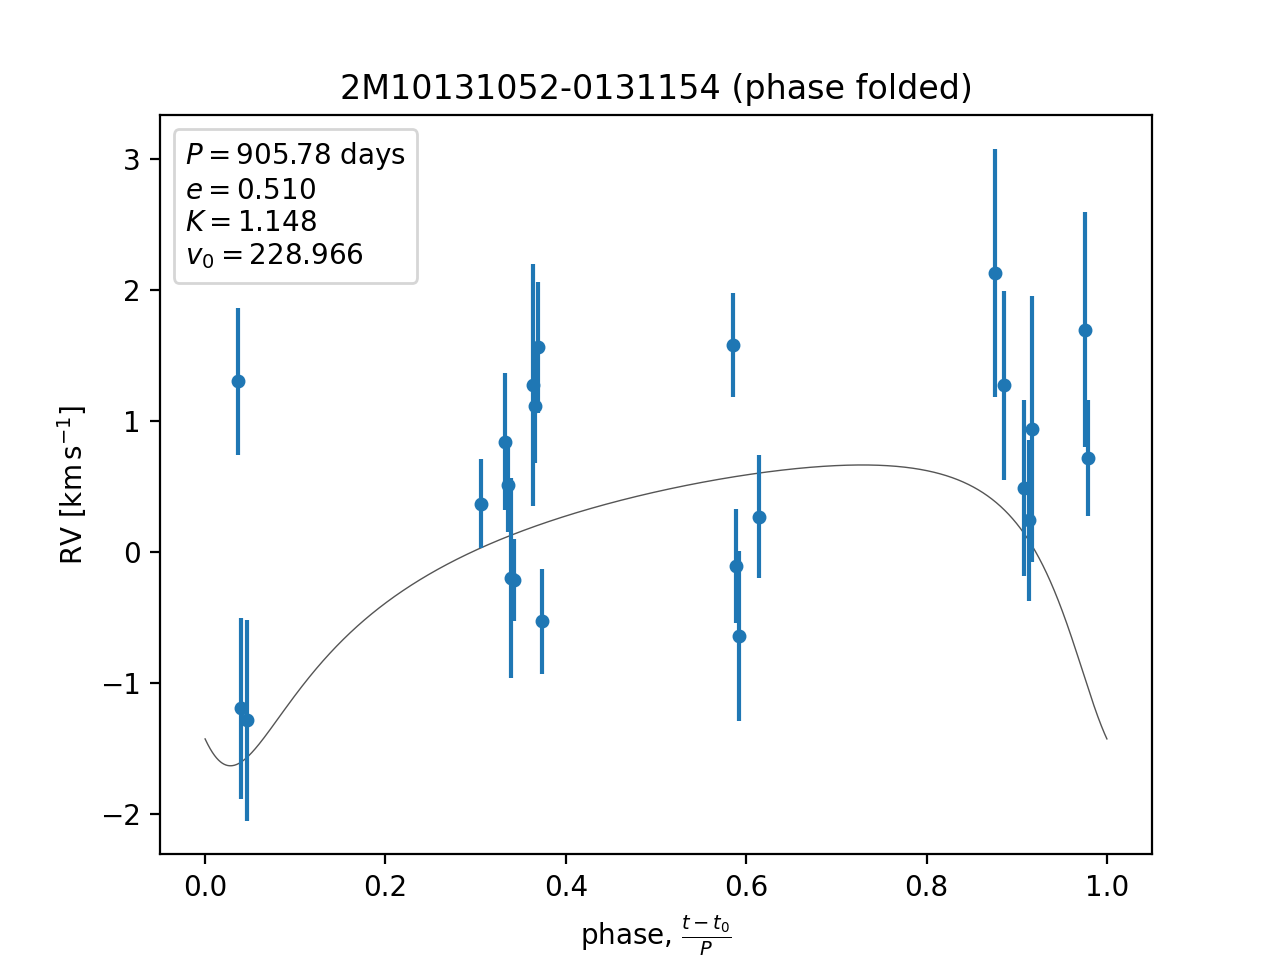 2M10131052-0131154 (phase folded)
P = 905.78 days
e = 0.510
K = 1.148
v₀ = 228.966
3
2
1
0
−1
−2
RV [km s⁻¹]
0.0 0.2 0.4 0.6 0.8 1.0
phase, (t − t₀)/P